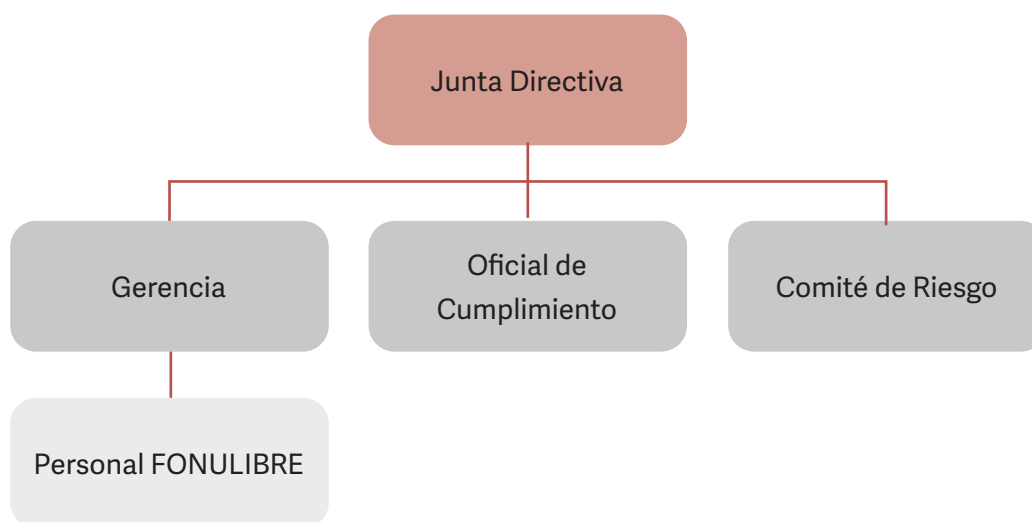 Junta Directiva
Gerencia
Oficial de
Cumplimiento
Comité de Riesgo
Personal FONULIBRE